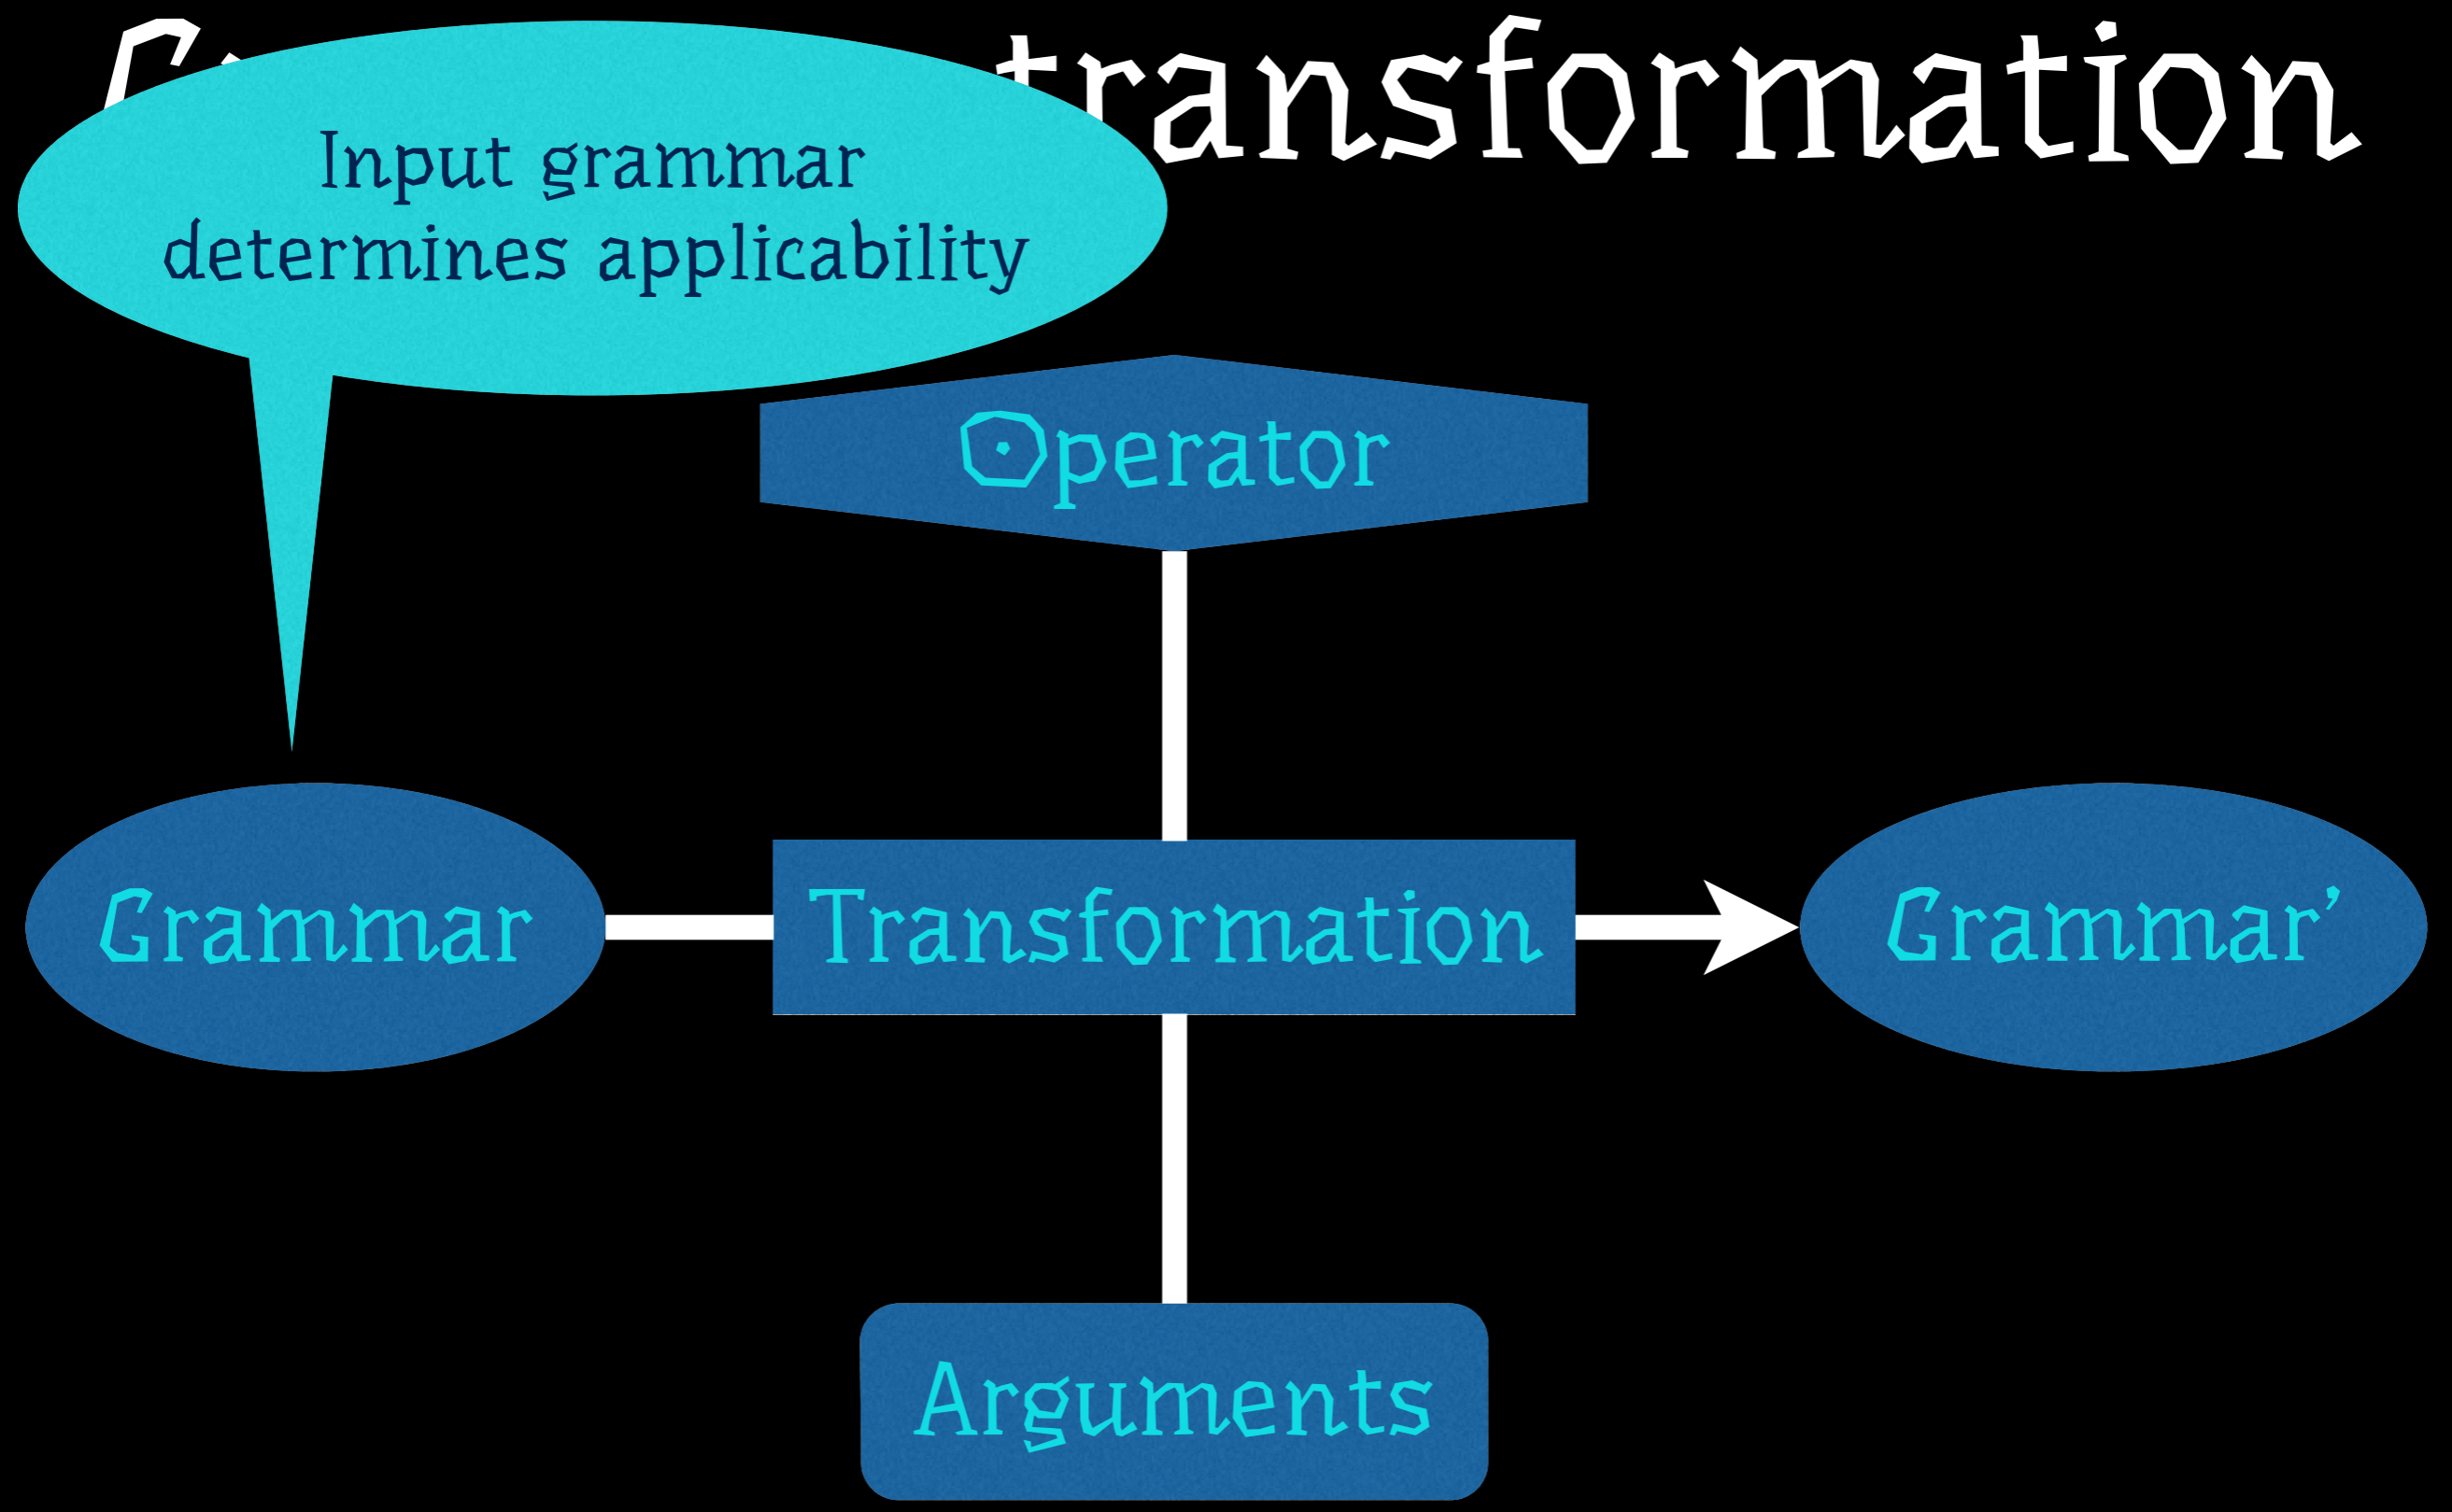 transformation
Input grammar
determines applicability
Operator
Grammar
Transformation
Grammar’
Arguments